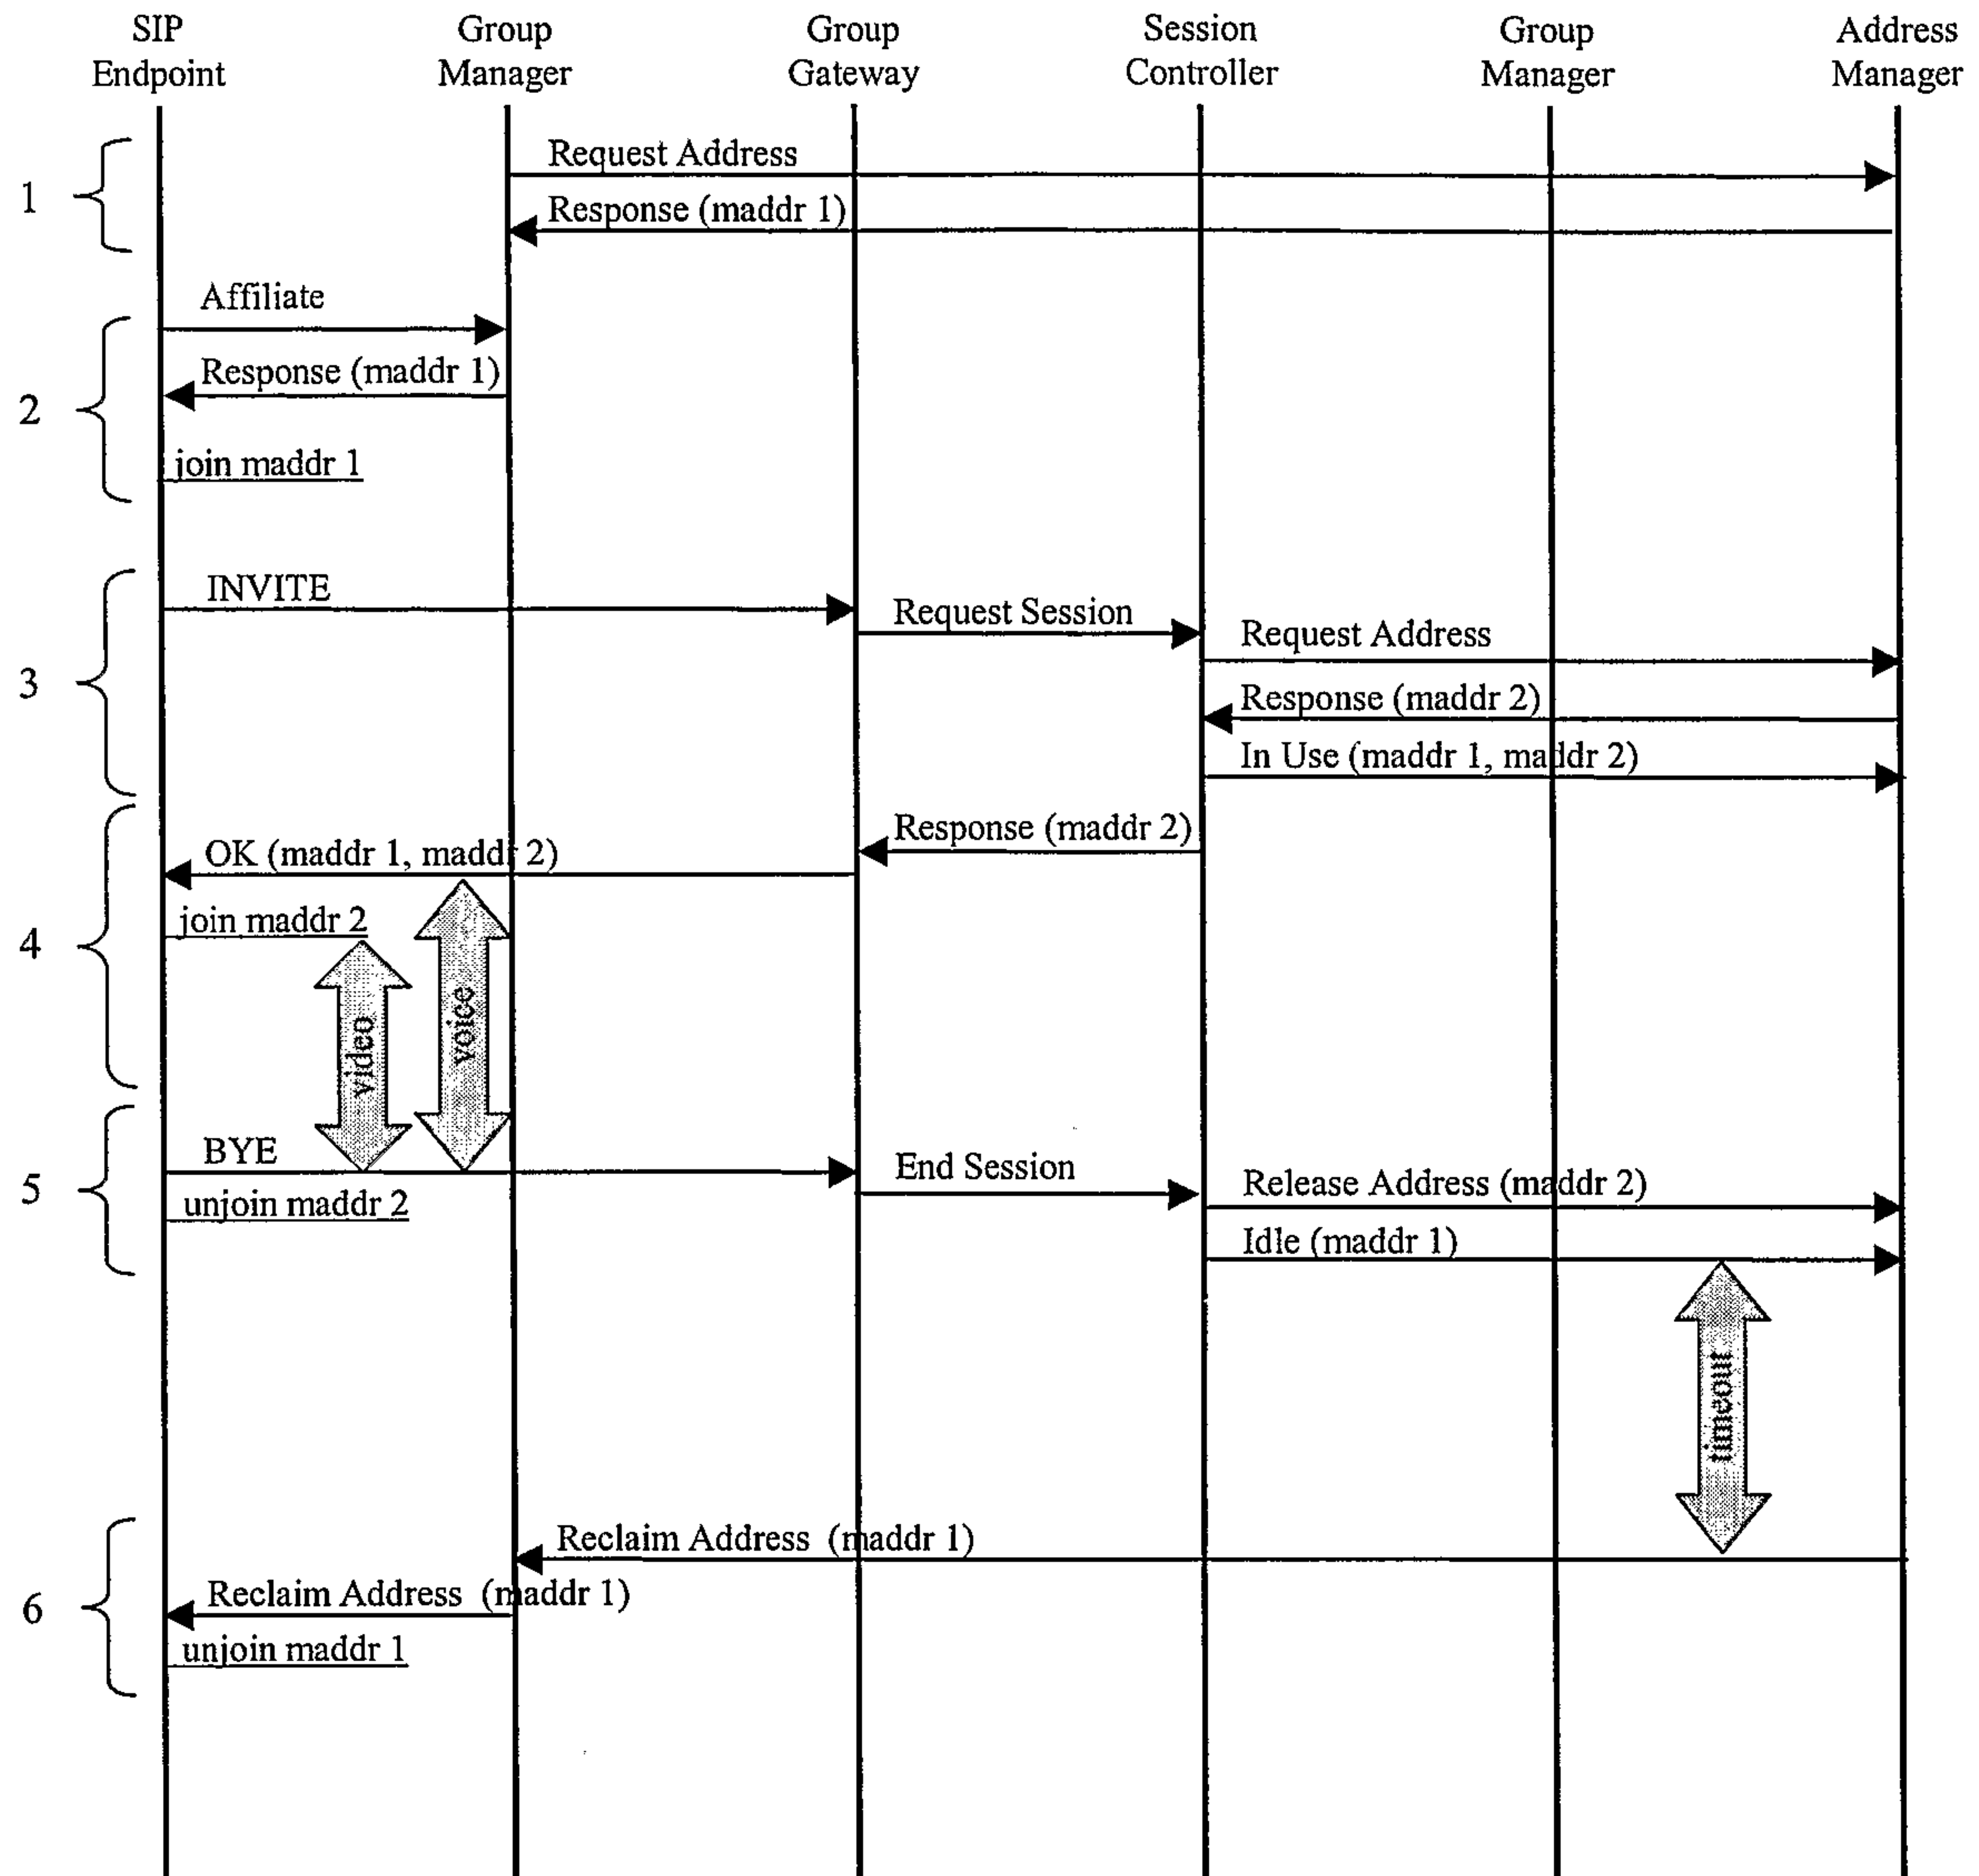 SIP Endpoint
Group Manager
Group Gateway
Session Controller
Group Manager
Address Manager
1
Request Address
Response (maddr 1)
2
Affiliate
Response (maddr 1)
join maddr 1
3
INVITE
Request Session
Request Address
Response (maddr 2)
In Use (maddr 1, maddr 2)
4
Response (maddr 2)
OK (maddr 1, maddr 2)
join maddr 2
video
voice
5
BYE
End Session
Release Address (maddr 2)
unjoin maddr 2
Idle (maddr 1)
timeout
6
Reclaim Address (maddr 1)
Reclaim Address (maddr 1)
unjoin maddr 1